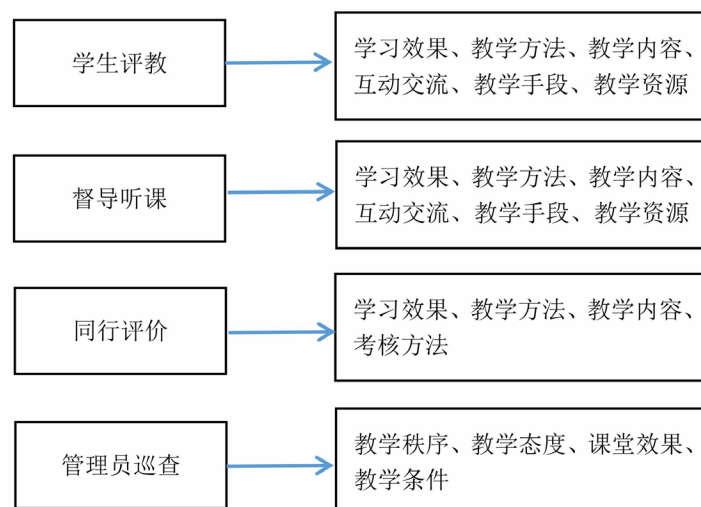 学生评教
学习效果、教学方法、教学内容、
互动交流、教学手段、教学资源
督导听课
学习效果、教学方法、教学内容、
互动交流、教学手段、教学资源
同行评价
学习效果、教学方法、教学内容、
考核方法
管理员巡查
教学秩序、教学态度、课堂效果、
教学条件